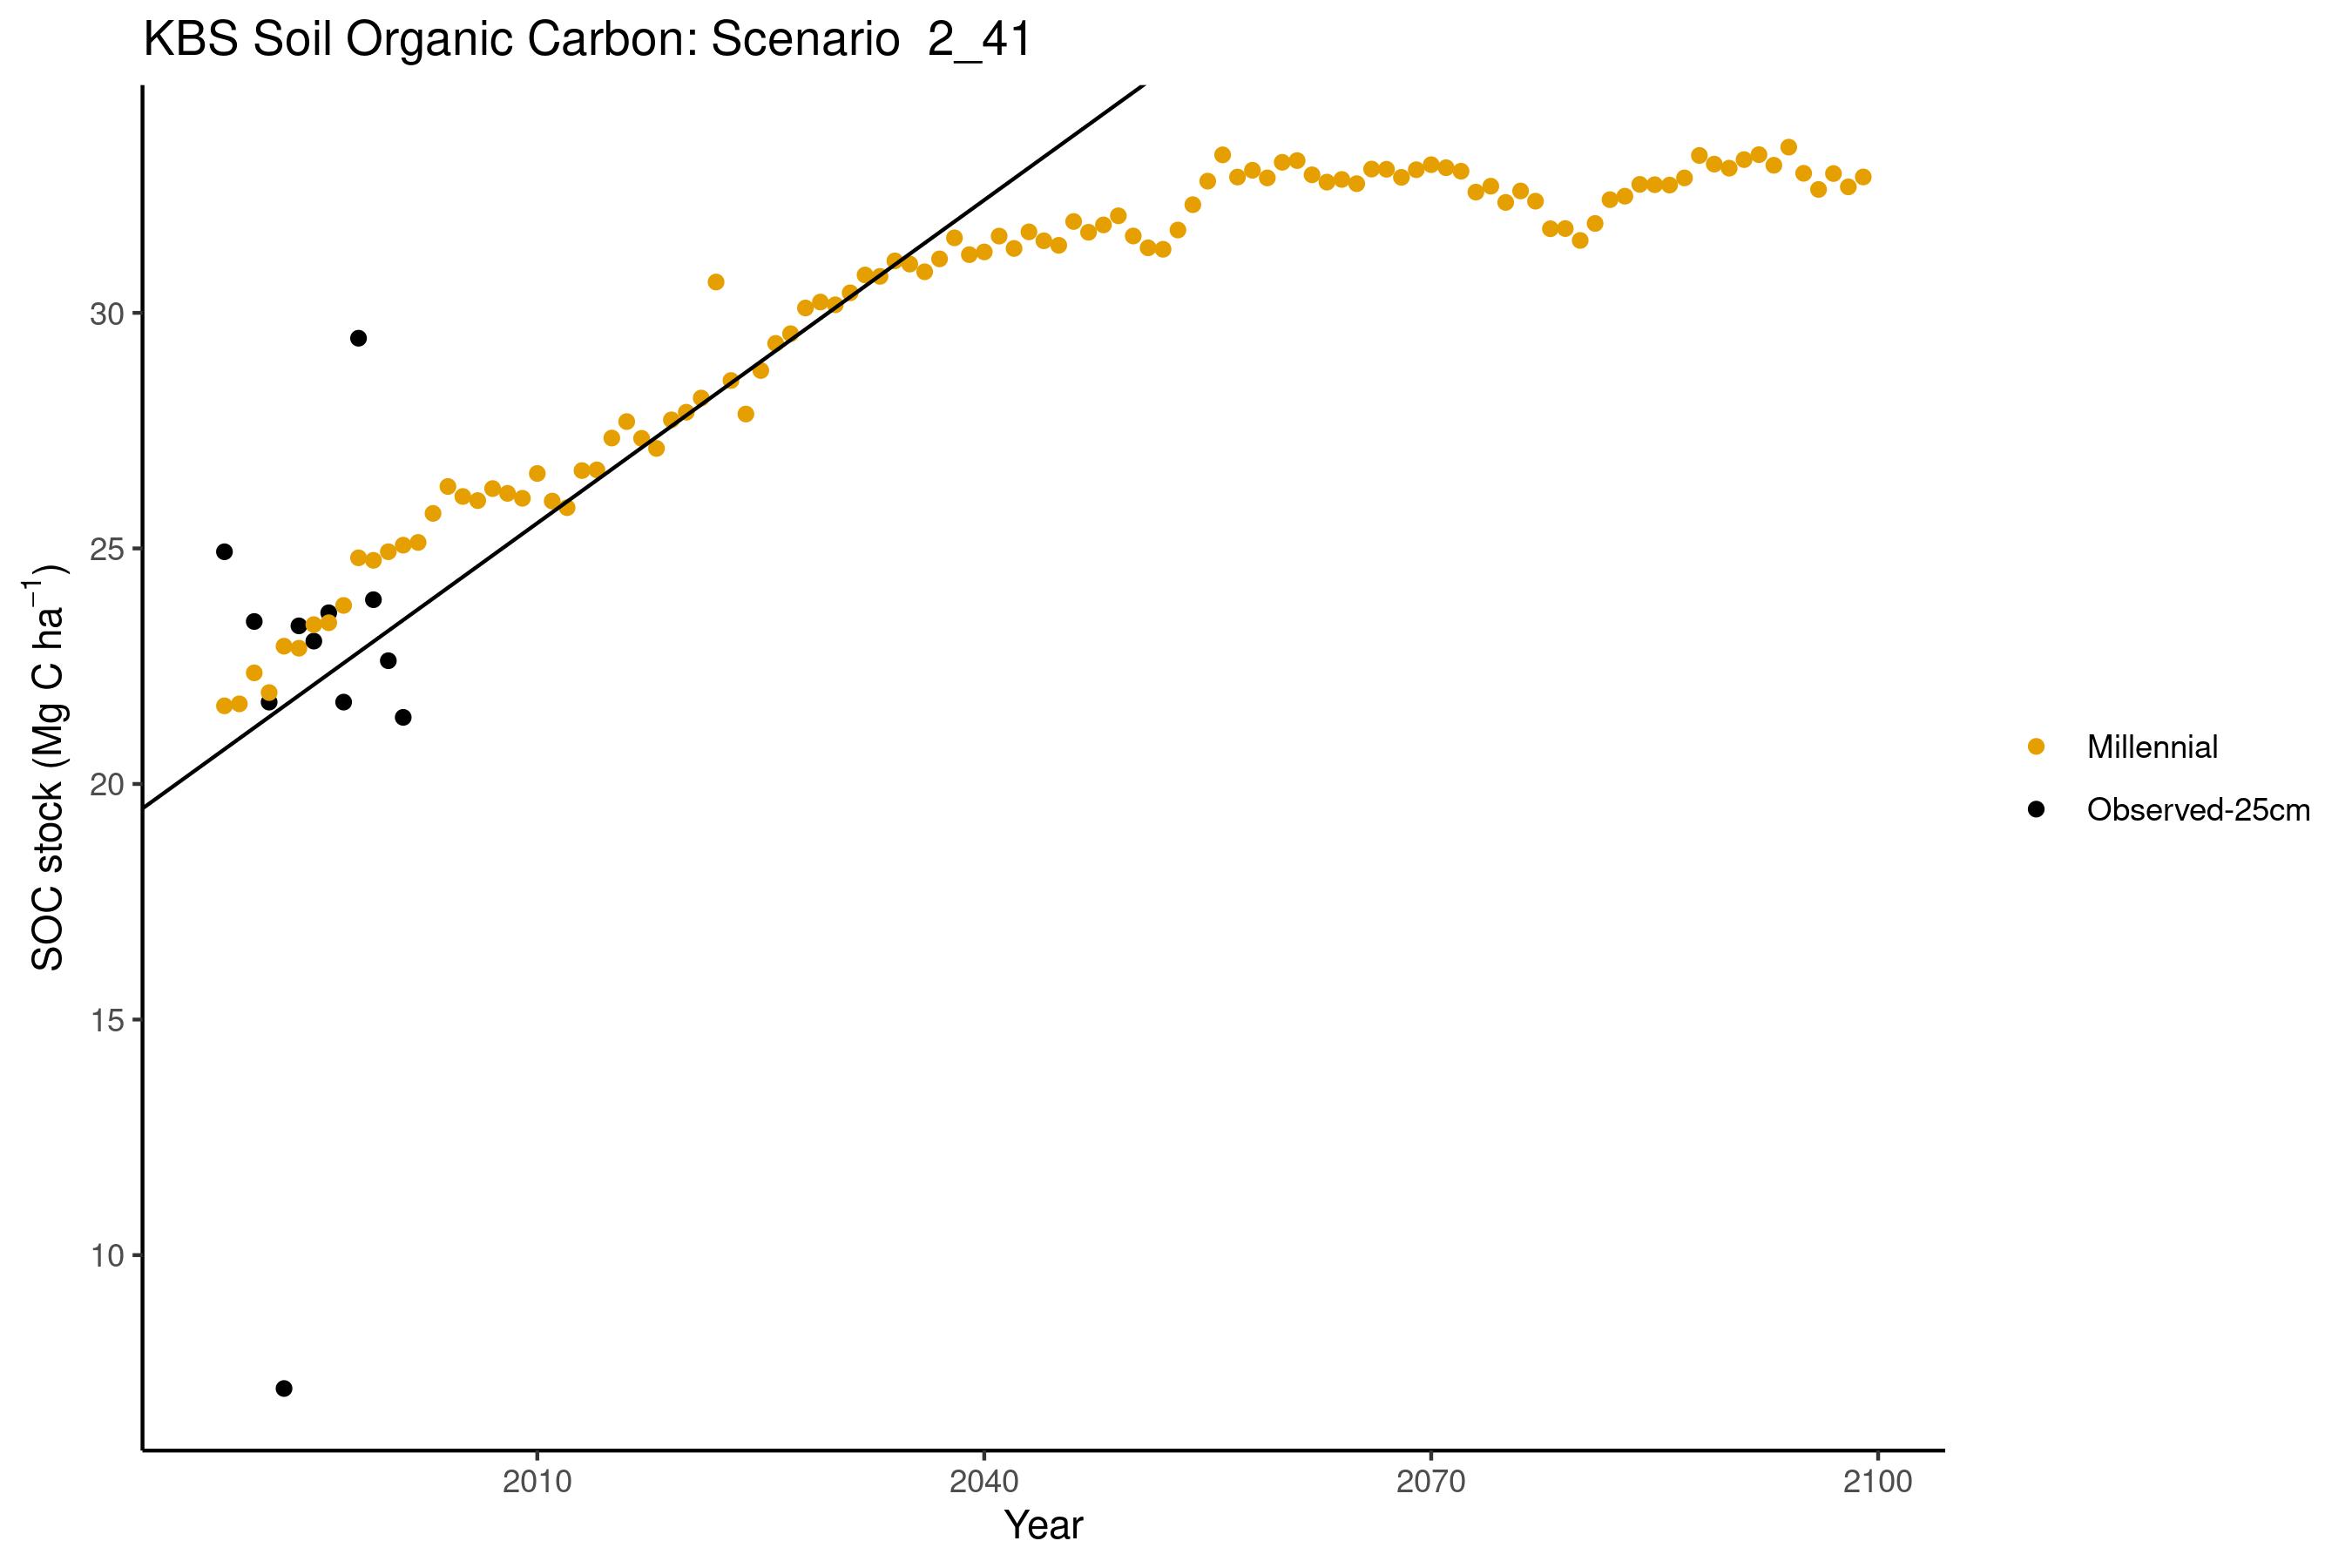 KBS Soil Organic Carbon: Scenario  2_41
SOC stock (Mg C ha⁻¹)
30
25
20
15
10
2010
2040
2070
2100
Year
Millennial
Observed-25cm